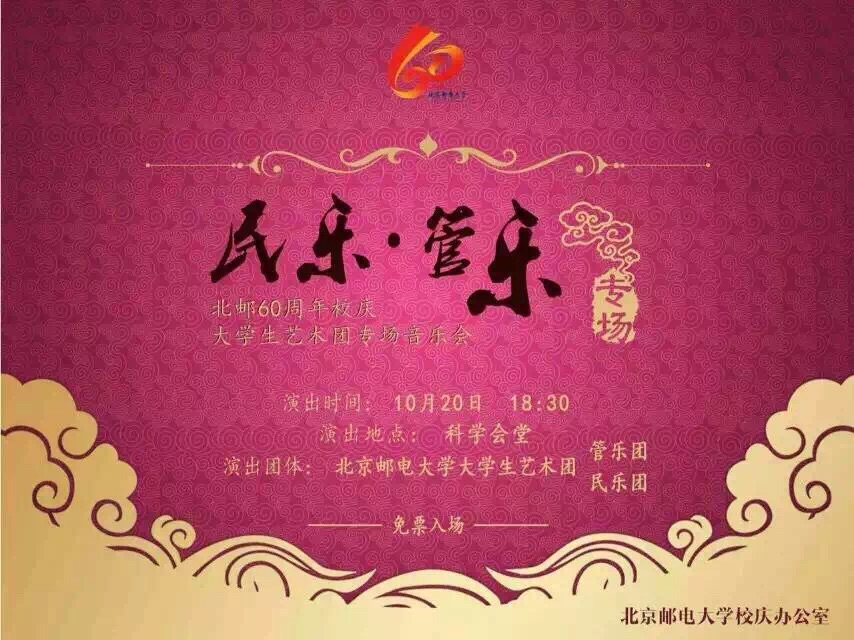 60
民乐·管乐
专场
北邮60周年校庆
大学生艺术团专场音乐会
演出时间: 10月20日 18:30
演出地点: 科学会堂
演出团体: 北京邮电大学大学生艺术团
管乐团
民乐团
免票入场
北京邮电大学校庆办公室